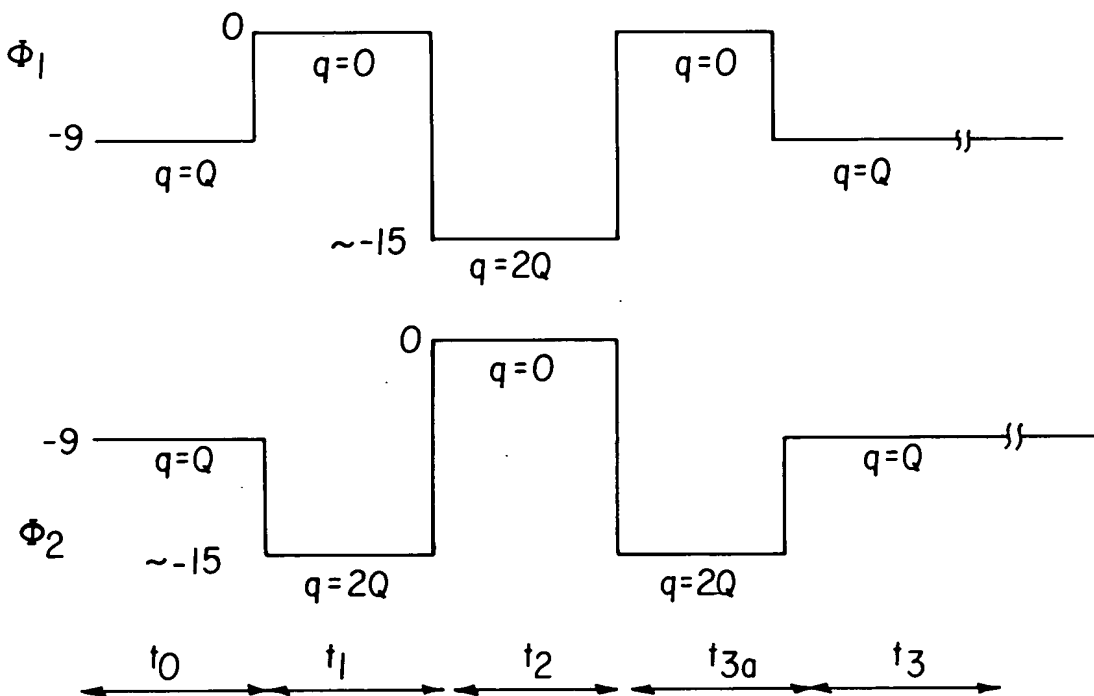 0
Φ1
q=0
q=0
-9
q=Q
q=Q
~-15
q=2Q
0
q=0
-9
q=Q
q=Q
Φ2
~-15
q=2Q
q=2Q
t0
t1
t2
t3a
t3